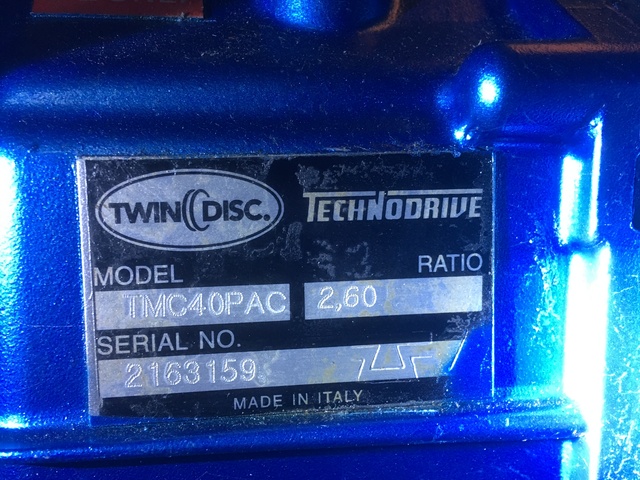 TWIN DISC. TECHNODRIVE
MODEL RATIO
TMC40PAC 2,60
SERIAL NO.
2163159
MADE IN ITALY